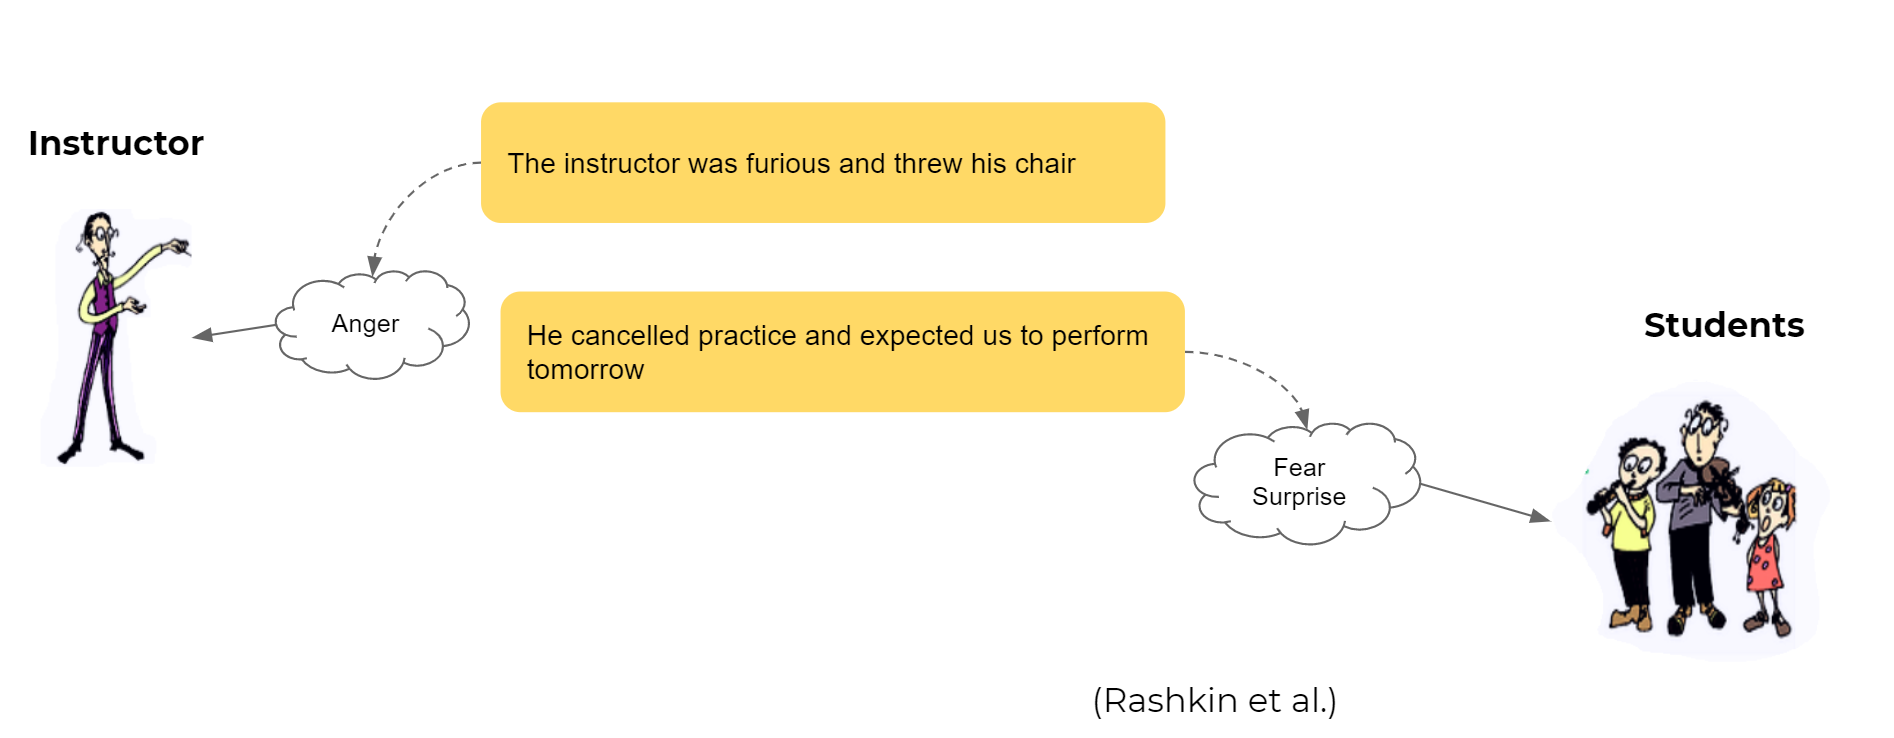 Instructor
The instructor was furious and threw his chair
Anger
He cancelled practice and expected us to perform
tomorrow
Students
Fear
Surprise
(Rashkin et al.)